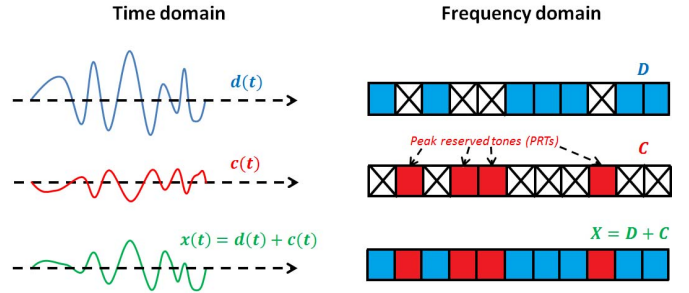 Time domain
Frequency domain
d(t)
D
Peak reserved tones (PRTs)
C
c(t)
x(t) = d(t) + c(t)
X = D + C